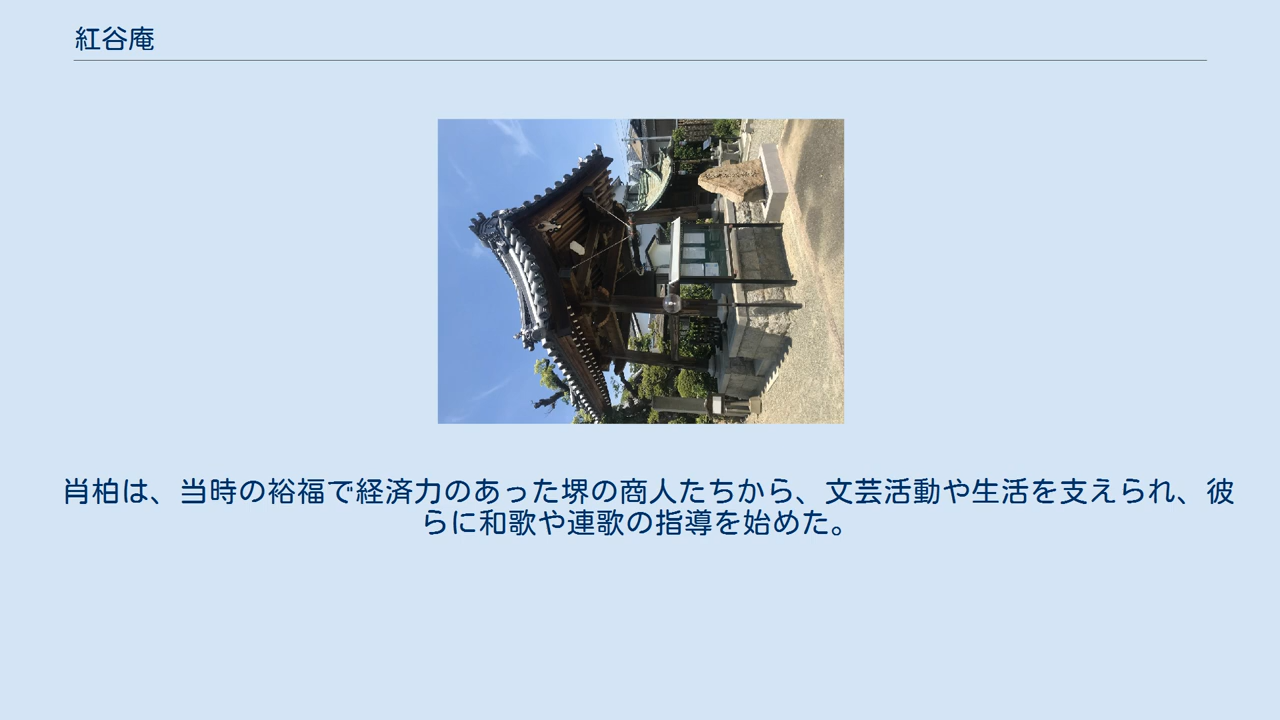 紅谷庵
肖柏は、当時の裕福で経済力のあった堺の商人たちから、文芸活動や生活を支えられ、彼
らに和歌や連歌の指導を始めた。